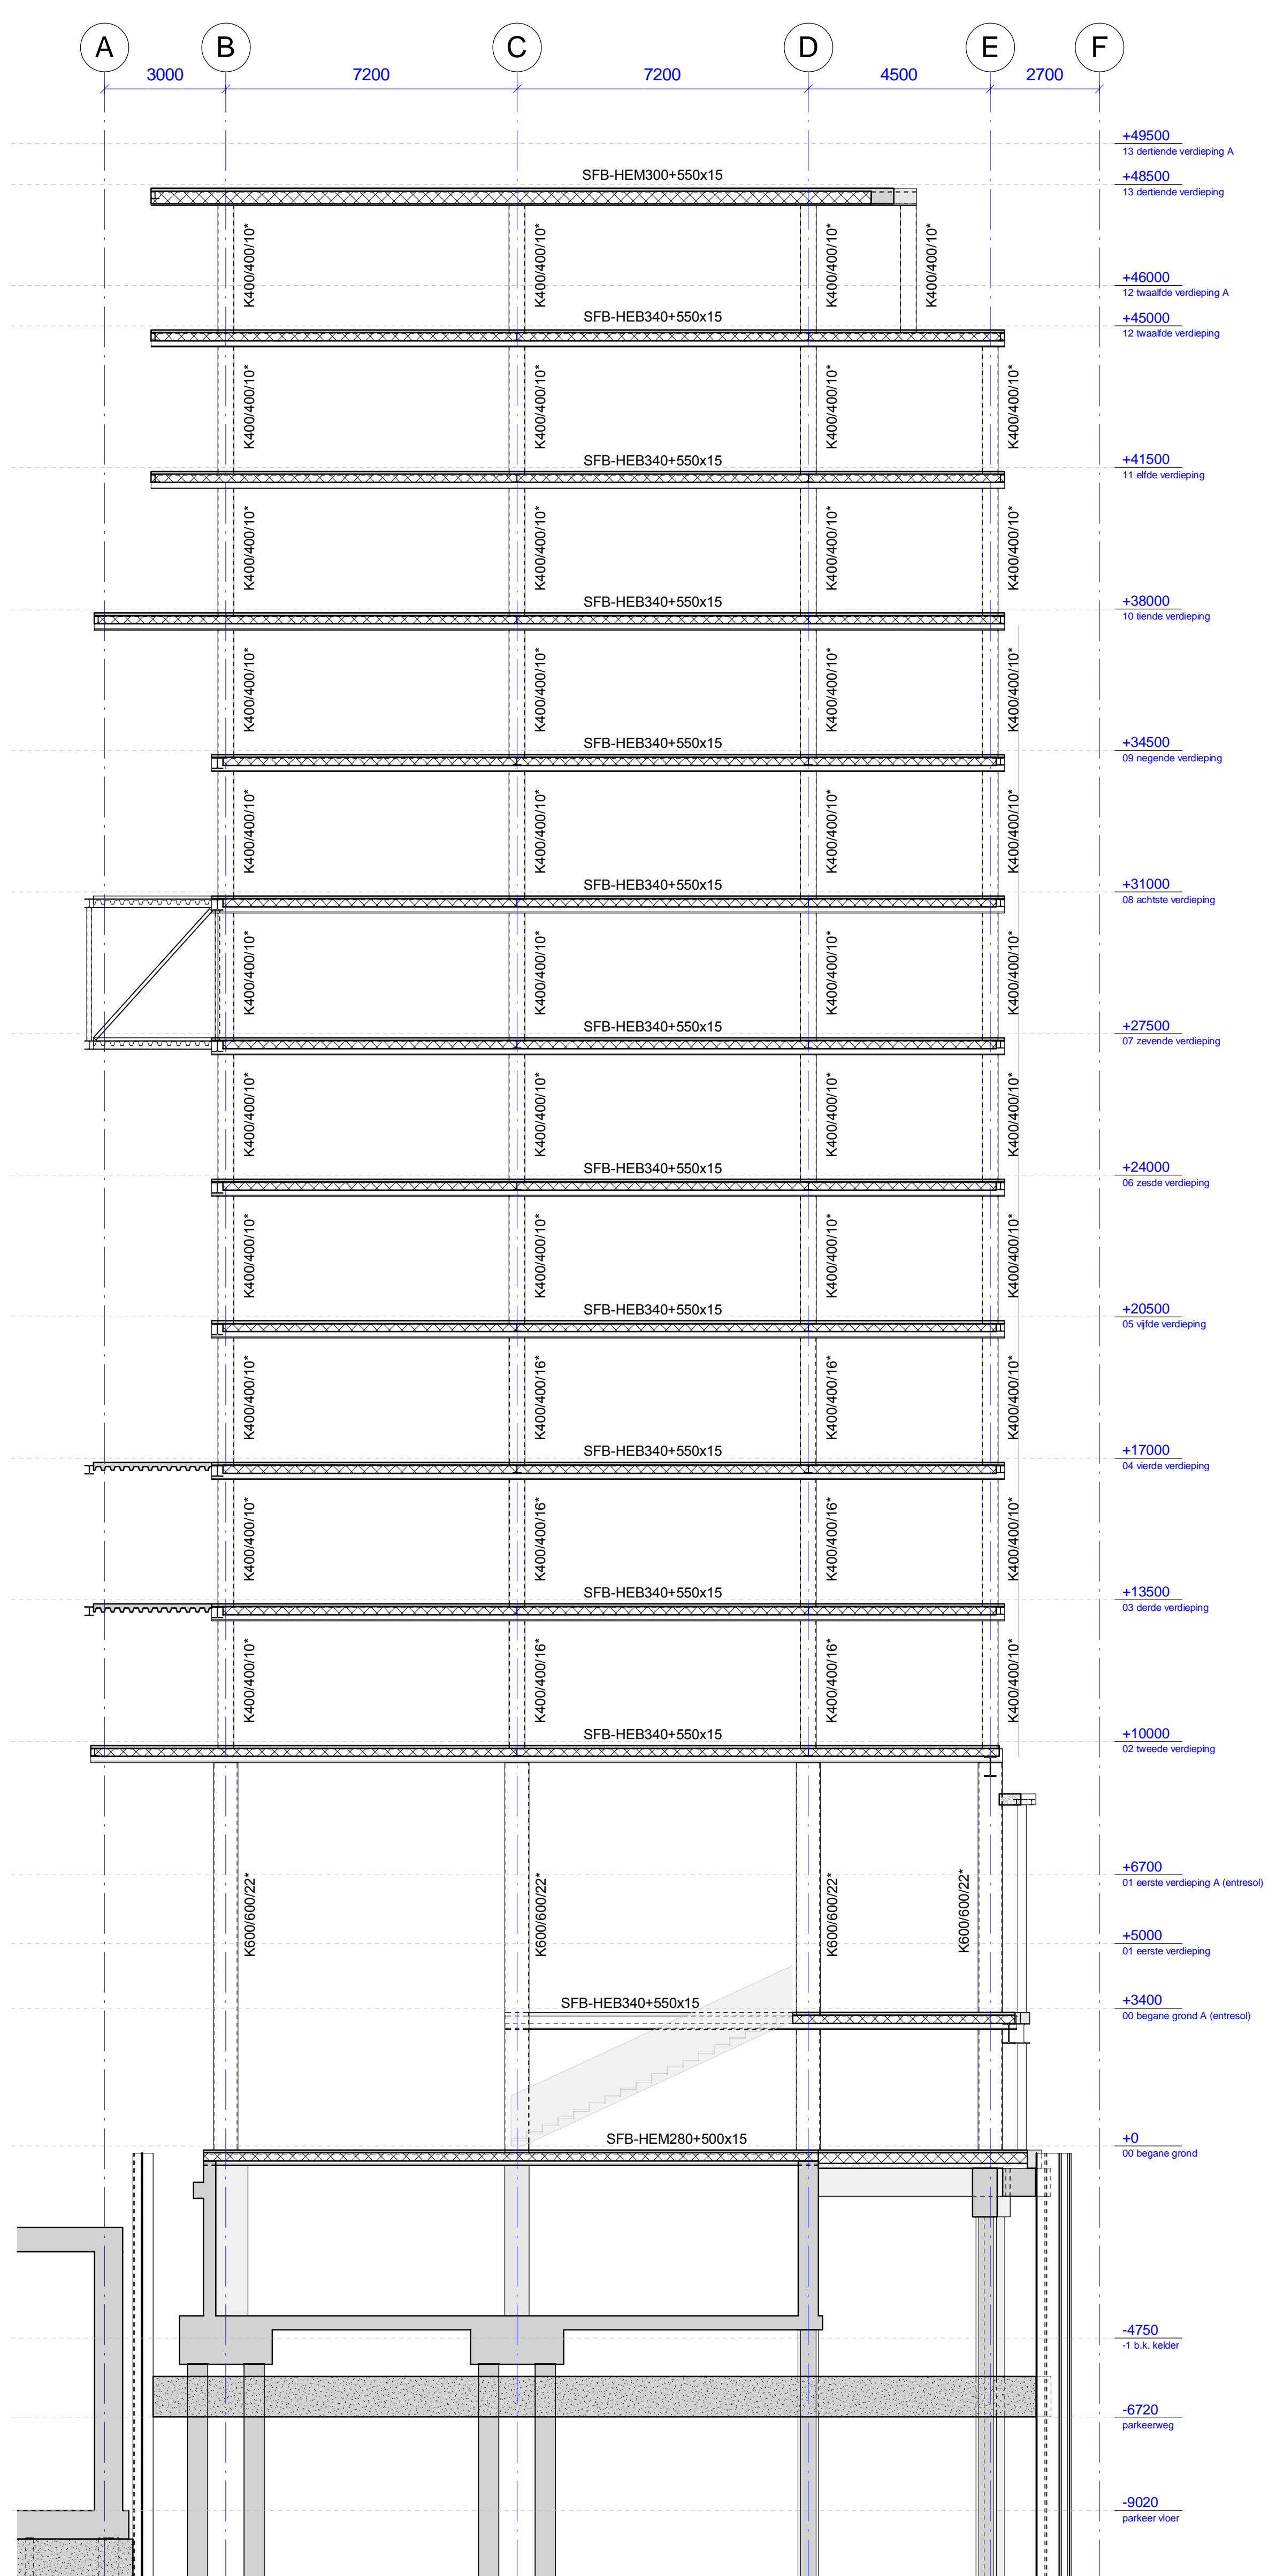 A B C D E F
3000 7200 7200 4500 2700
+49500
13 dertiende verdieping A
SFB-HEM300+550x15
+48500
13 dertiende verdieping
K400/400/10* K400/400/10* K400/400/10* K400/400/10*
+46000
12 twaalfde verdieping A
SFB-HEB340+550x15
+45000
12 twaalfde verdieping
K400/400/10* K400/400/10* K400/400/10* K400/400/10*
SFB-HEB340+550x15
+41500
11 elfde verdieping
K400/400/10* K400/400/10* K400/400/10* K400/400/10*
SFB-HEB340+550x15
+38000
10 tiende verdieping
K400/400/10* K400/400/10* K400/400/10* K400/400/10*
SFB-HEB340+550x15
+34500
09 negende verdieping
K400/400/10* K400/400/10* K400/400/10* K400/400/10*
SFB-HEB340+550x15
+31000
08 achtste verdieping
K400/400/10* K400/400/10* K400/400/10* K400/400/10*
SFB-HEB340+550x15
+27500
07 zevende verdieping
K400/400/10* K400/400/10* K400/400/10* K400/400/10*
SFB-HEB340+550x15
+24000
06 zesde verdieping
K400/400/10* K400/400/10* K400/400/10* K400/400/10*
SFB-HEB340+550x15
+20500
05 vijfde verdieping
K400/400/10* K400/400/16* K400/400/16* K400/400/10*
SFB-HEB340+550x15
+17000
04 vierde verdieping
K400/400/10* K400/400/16* K400/400/16* K400/400/10*
SFB-HEB340+550x15
+13500
03 derde verdieping
K400/400/10* K400/400/16* K400/400/16* K400/400/10*
SFB-HEB340+550x15
+10000
02 tweede verdieping
K600/600/22* K600/600/22* K600/600/22* K600/600/22*
+6700
01 eerste verdieping A (entresol)
+5000
01 eerste verdieping
SFB-HEB340+550x15
+3400
00 begane grond A (entresol)
SFB-HEM280+500x15
+0
00 begane grond
-4750
-1 b.k. kelder
-6720
parkeerweg
-9020
parkeer vloer